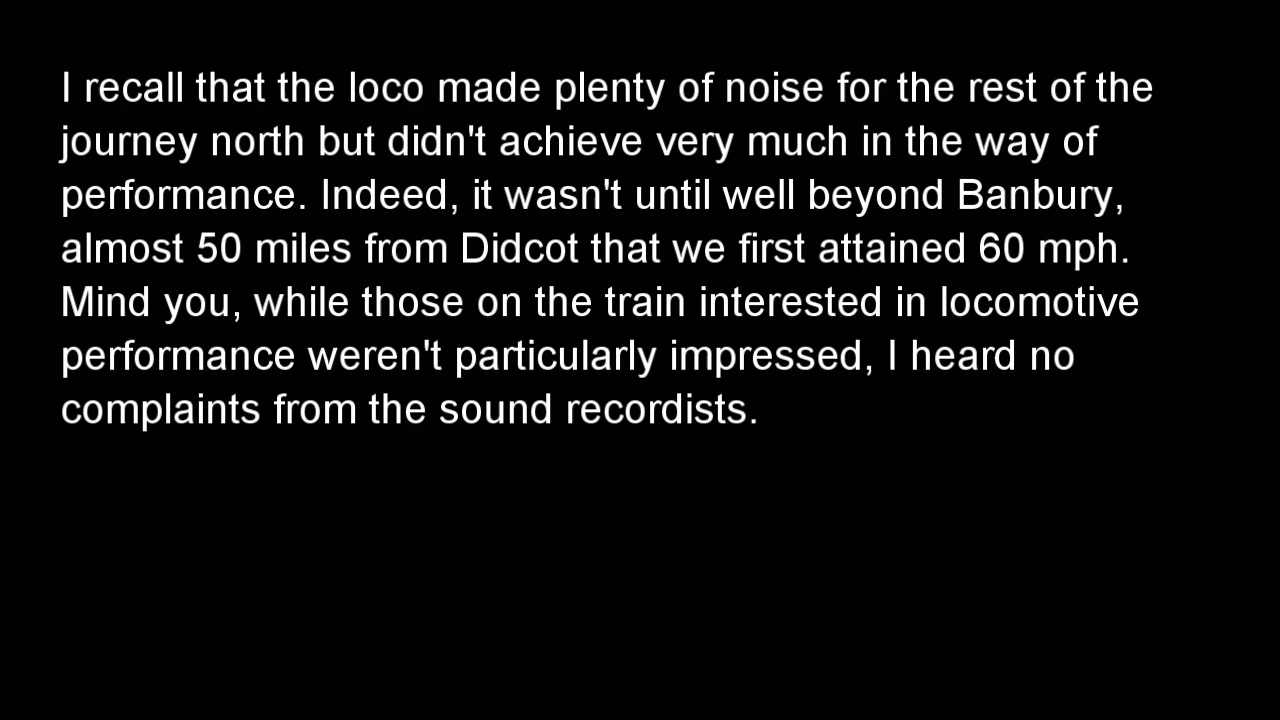 I recall that the loco made plenty of noise for the rest of the
journey north but didn't achieve very much in the way of
performance. Indeed, it wasn't until well beyond Banbury,
almost 50 miles from Didcot that we first attained 60 mph.
Mind you, while those on the train interested in locomotive
performance weren't particularly impressed, I heard no
complaints from the sound recordists.